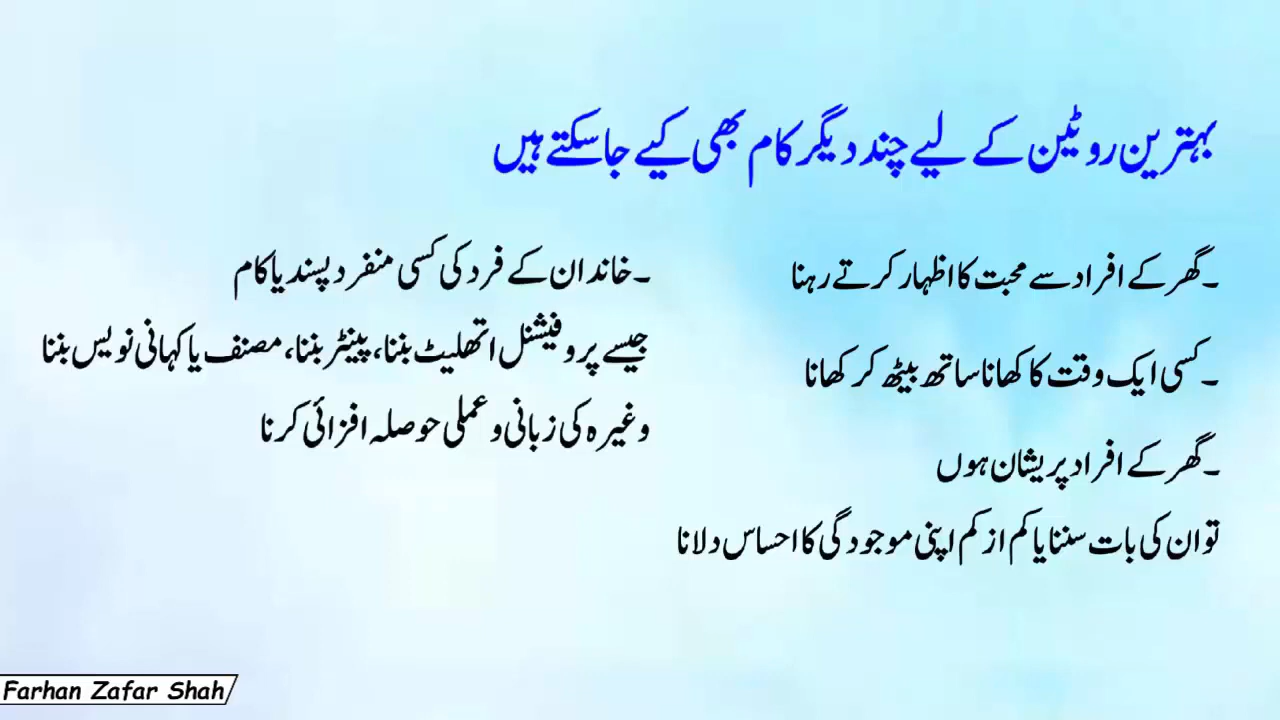 بہترین روٹین کے لیے چند دیگر کام بھی کیے جا سکتے ہیں
۔گھر کے افراد سے محبت کا اظہار کرتے رہنا
۔کسی ایک وقت کا کھانا ساتھ بیٹھ کر کھانا
۔گھر کے افراد پریشان ہوں
تو ان کی بات سننا یا کم از کم اپنی موجودگی کا احساس دلانا
۔خاندان کے فرد کی کسی منفرد پسند یا کام
جیسے پروفیشنل اتھلیٹ بننا، پینٹر بننا، مصنف یا کہانی نویس بننا
وغیرہ کی زبانی و عملی حوصلہ افزائی کرنا
Farhan Zafar Shah